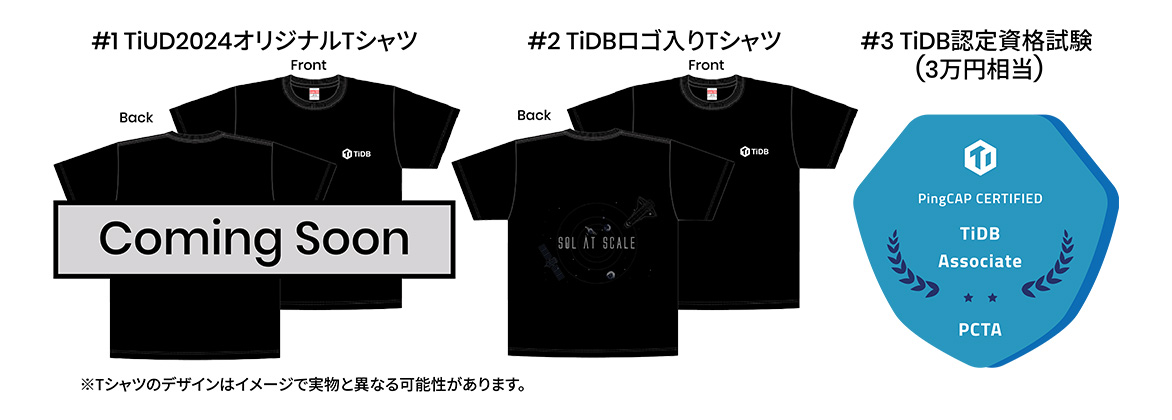 #1 TiUD2024オリジナルTシャツ
Front
Back
TiDB
Coming Soon
#2 TiDBロゴ入りTシャツ
Front
Back
TiDB
SQL AT SCALE
#3 TiDB認定資格試験
(3万円相当)
PingCAP CERTIFIED
TiDB
Associate
PCTA
※Tシャツのデザインはイメージで実物と異なる可能性があります。